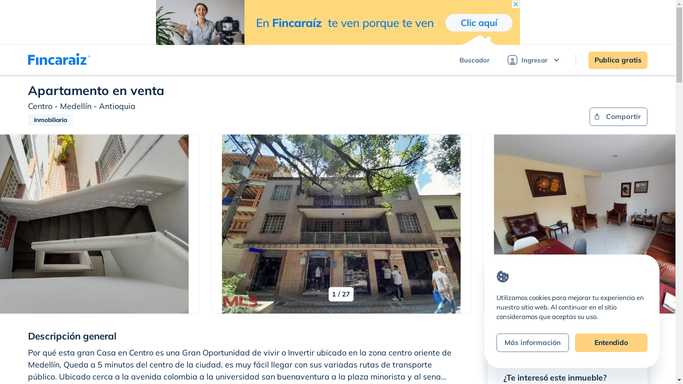 En Fincaraíz te ven porque te ven
Clic aquí
Fincaraiz
Buscador
Ingresar
Publica gratis
Apartamento en venta
Centro - Medellín - Antioquia
Inmobiliaria
Compartir
MLS
1 / 27
Utilizamos cookies para mejorar tu experiencia en
nuestro sitio web. Al continuar en el sitio
consideramos que aceptas su uso.
Más información
Entendido
Descripción general
Por qué esta gran Casa en Centro es una Gran Oportunidad de vivir o Invertir ubicado en la zona centro oriente de
Medellín, Queda a 5 minutos del centro de la ciudad. es muy fácil llegar con sus variadas rutas de transporte
público. Ubicado cerca a la avenida colombia a la universidad san buenaventura a la plaza minorista y al sena...
¿Te interesó este inmueble?